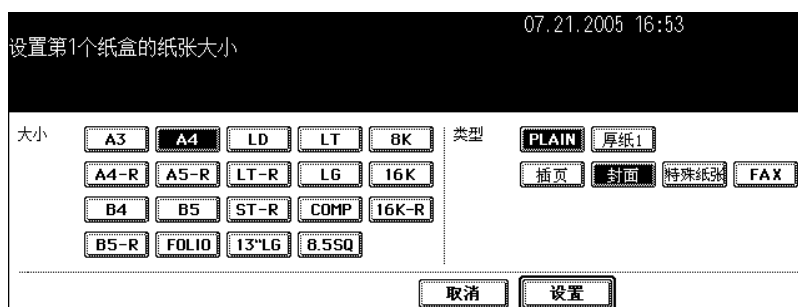 07.21.2005 16:53
设置第1个纸盒的纸张大小
大小 A3 A4 LD LT 8K 类型 PLAIN 厚纸1
A4-R A5-R LT-R LG 16K 插页 封面 特殊纸张 FAX
B4 B5 ST-R COMP 16K-R
B5-R FOLIO 13"LG 8.5SQ
取消 设置